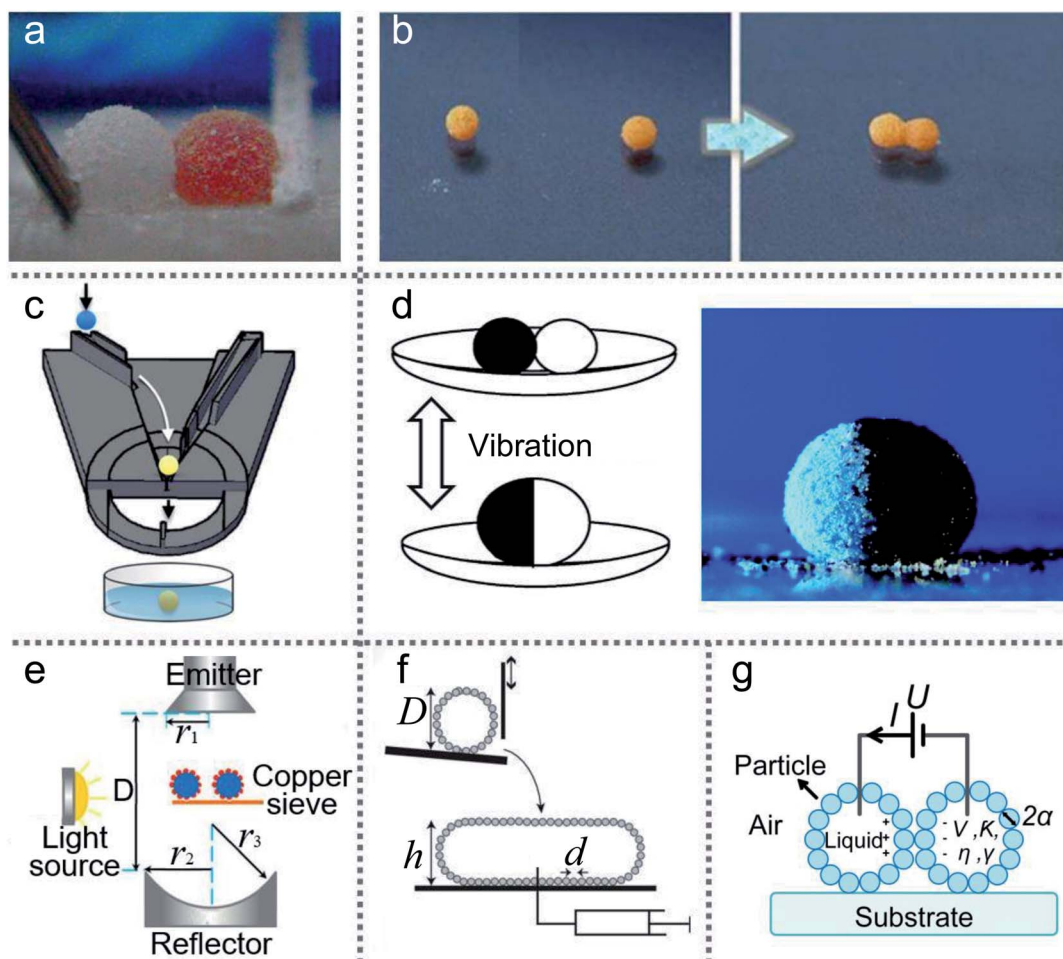 a
b
c
d
Vibration
e
Emitter
r1
D
Copper
sieve
Light
source
r2
r3
Reflector
f
D
h
d
g
U
I
Particle
Air
Liquid
+
+
+
-
-
-
V ,K,
η ,γ
2α
Substrate